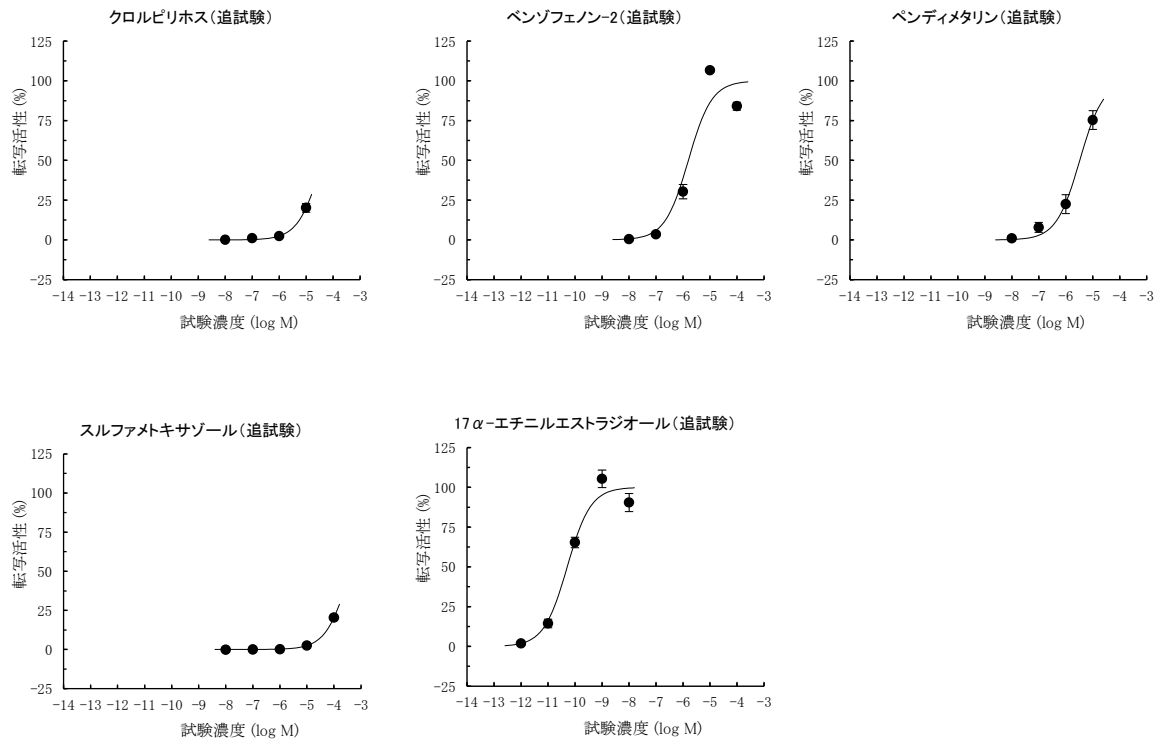 クロルピリホス(追試験)
125
100
75
50
25
0
-25
転写活性 (%)
-14 -13 -12 -11 -10 -9 -8 -7 -6 -5 -4 -3
試験濃度 (log M)
ベンゾフェノン-2(追試験)
125
100
75
50
25
0
-25
転写活性 (%)
-14 -13 -12 -11 -10 -9 -8 -7 -6 -5 -4 -3
試験濃度 (log M)
ペンディメタリン(追試験)
125
100
75
50
25
0
-25
転写活性 (%)
-14 -13 -12 -11 -10 -9 -8 -7 -6 -5 -4 -3
試験濃度 (log M)
スルファメトキサゾール(追試験)
125
100
75
50
25
0
-25
転写活性 (%)
-14 -13 -12 -11 -10 -9 -8 -7 -6 -5 -4 -3
試験濃度 (log M)
17α-エチニルエストラジオール(追試験)
125
100
75
50
25
0
-25
転写活性 (%)
-14 -13 -12 -11 -10 -9 -8 -7 -6 -5 -4 -3
試験濃度 (log M)